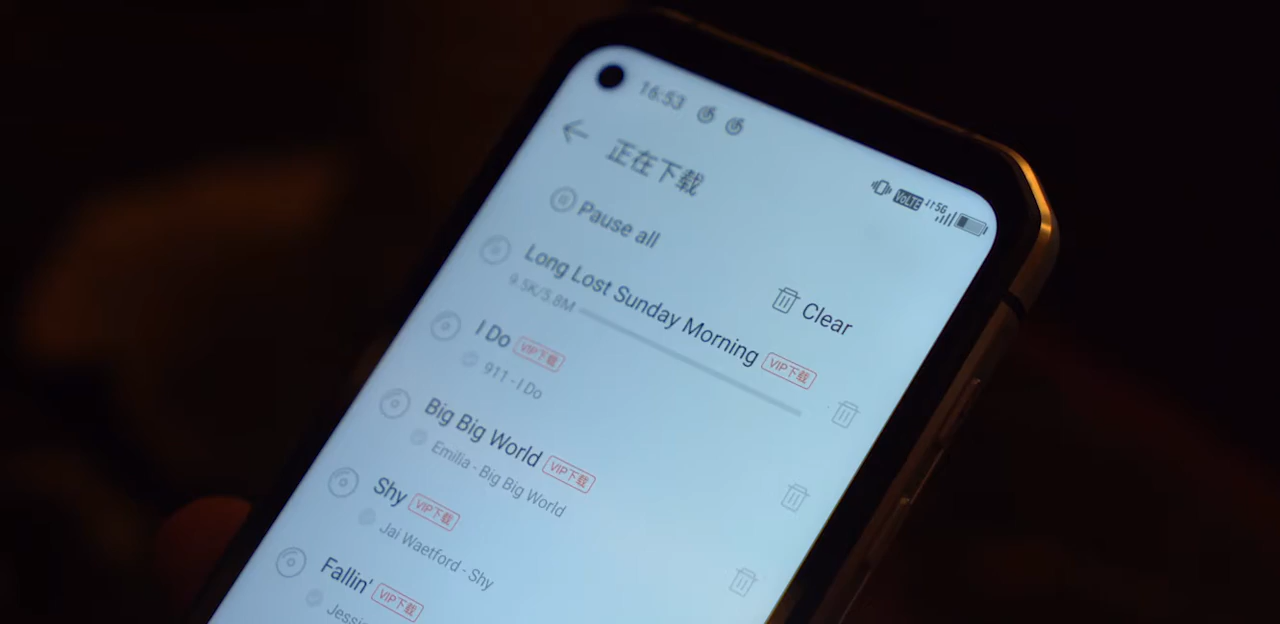 16:53
VoLTE 56
正在下载
Pause all
Clear
Long Lost Sunday Morning VIP下载
9.5K/5.8M
I Do VIP下载
911 - I Do
Big Big World VIP下载
Emilia - Big Big World
Shy VIP下载
Jai Waetford - Shy
Fallin' VIP下载